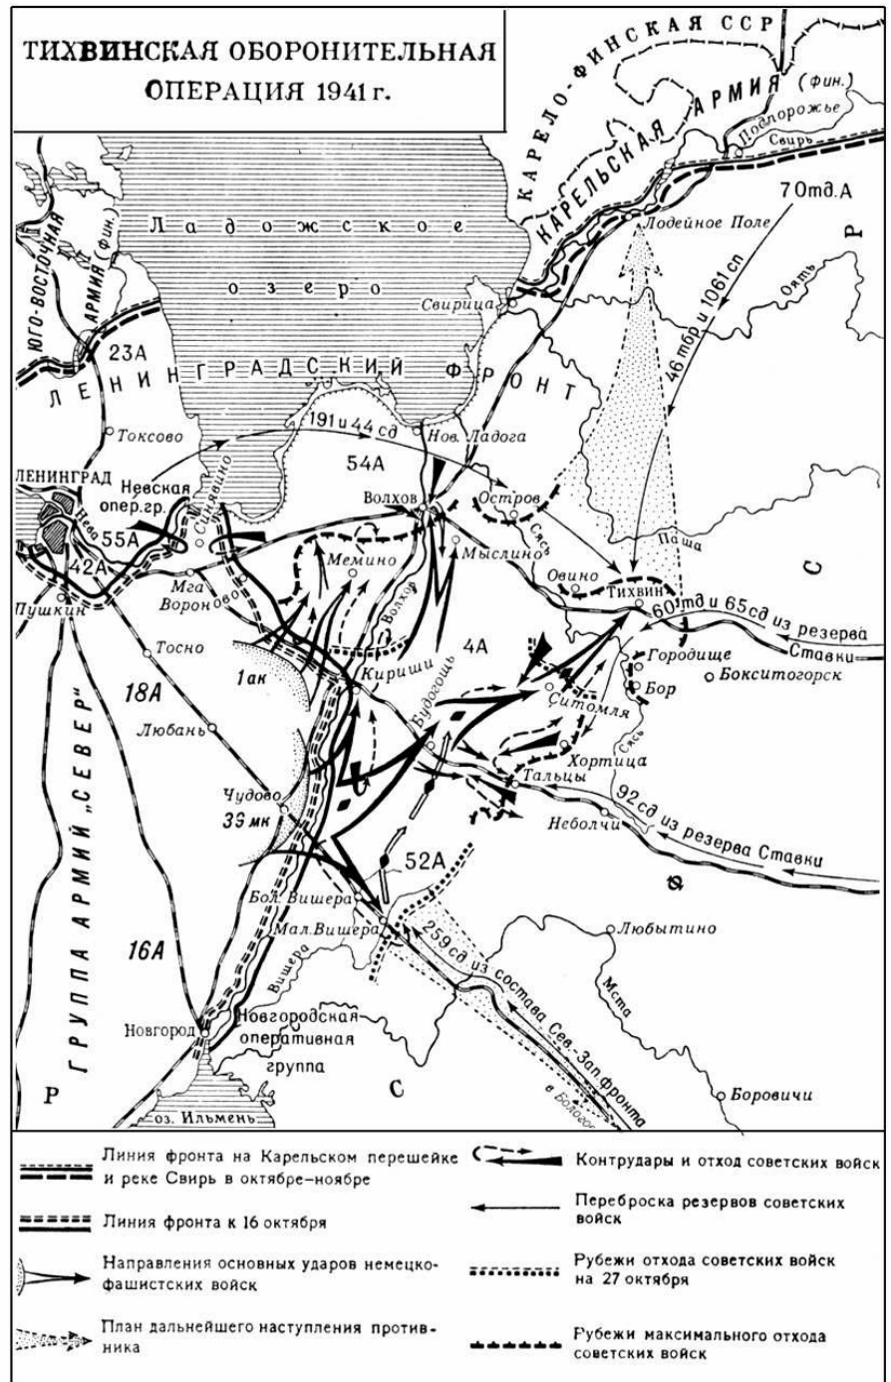 ТИХВИНСКАЯ ОБОРОНИТЕЛЬНАЯ
ОПЕРАЦИЯ 1941 г.
КАРЕЛО-ФИНСКАЯ ССР
КАРЕЛЬСКАЯ АРМИЯ (фин.)
Подпорожье
Свирь
70тд.А
Ладожское
озеро
Лодейное Поле
Р
ЮГО-ВОСТОЧНАЯ
АРМИЯ (фин.)
Свирица
Оять
46 тбр и 1061 сп
23А
ЛЕНИНГРАДСКИЙ ФРОНТ
Токсово
191 и 44 сд
Нов. Ладога
54А
ЛЕНИНГРАД
Невская
опер.гр.
Синявино
Волхов
Остров
Нева
55А
42А
Мемино
Мыслино
Сясь
Паша
С
Овино
Тихвин
Мга
Вороново
Волхов
Пушкин
60 тд и 65 сд из резерва
Ставки
Тосно
4А
Городище
Бокситогорск
1ак
Кириши
Бор
18А
Будогощь
Ситомля
Любань
Сясь
Хортица
Тальцы
Чудово
39 мк
Неболчи
92 сд из резерва Ставки
52А
Ф
Бол. Вишера
Мал. Вишера
Любытино
259 сд из состава Сев.-Зап.фронта
16А
Вишера
Мста
ГРУППА АРМИЙ „СЕВЕР"
Новгород
Новгородская
оперативная
группа
Р
С
в Бологое
Боровичи
оз. Ильмень
Линия фронта на Карельском перешейке
и реке Свирь в октябре-ноябре
Линия фронта к 16 октября
Направления основных ударов немецко-
фашистских войск
План дальнейшего наступления против-
ника
Контрудары и отход советских войск
Переброска резервов советских
войск
Рубежи отхода советских войск
на 27 октября
Рубежи максимального отхода
советских войск